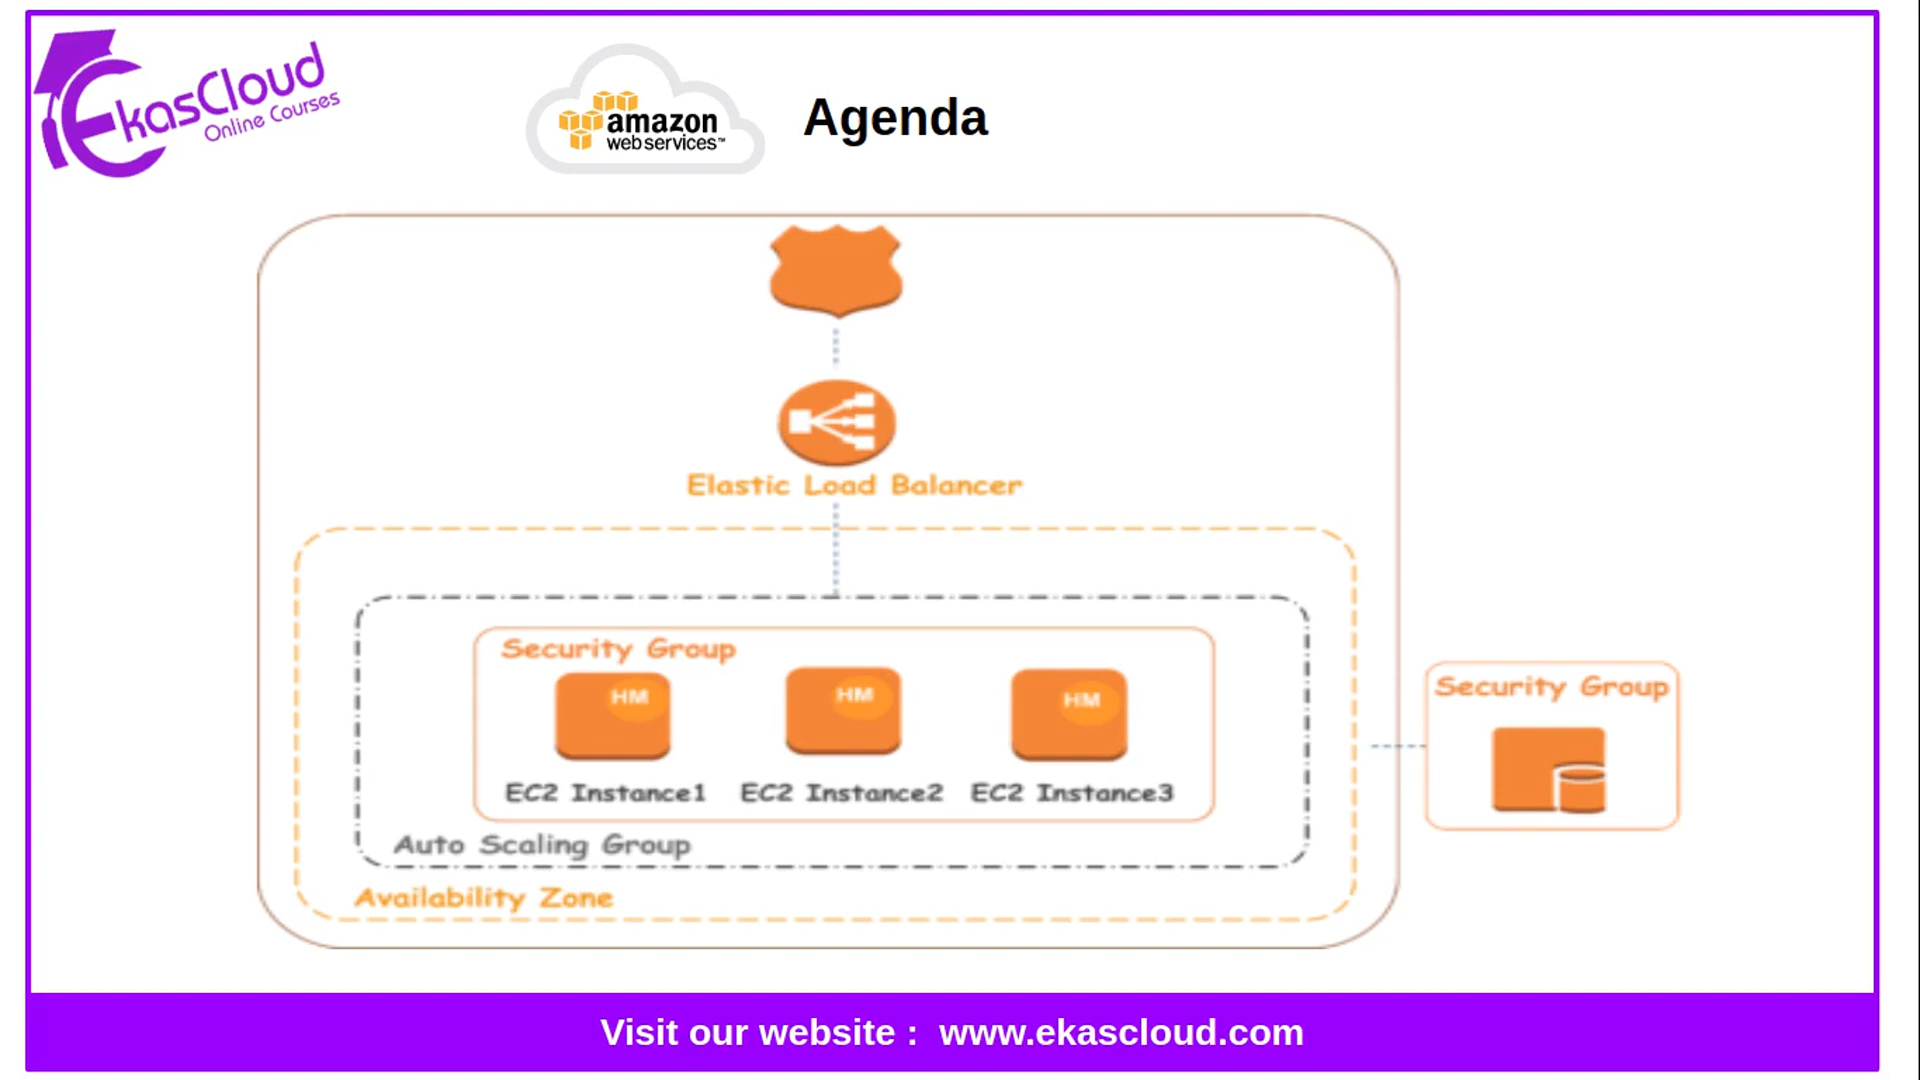 EkasCloud
Online Courses
amazon
webservices™
Agenda
Elastic Load Balancer
Security Group
HM
HM
HM
EC2 Instance1
EC2 Instance2
EC2 Instance3
Auto Scaling Group
Availability Zone
Security Group
Visit our website : www.ekascloud.com